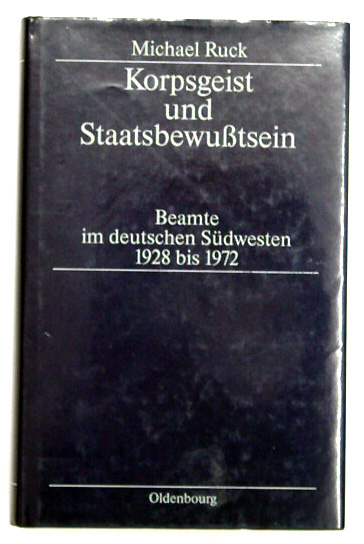 Michael Ruck
Korpsgeist
und
Staatsbewußtsein
Beamte
im deutschen Südwesten
1928 bis 1972
Oldenbourg